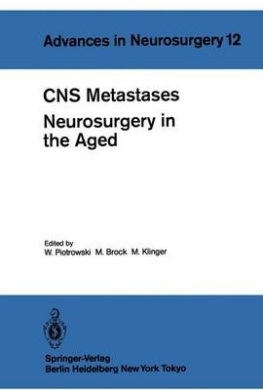 Advances in Neurosurgery 12
CNS Metastases
Neurosurgery in
the Aged
Edited by
W. Piotrowski M. Brock M. Klinger
Springer-Verlag
Berlin Heidelberg New York Tokyo